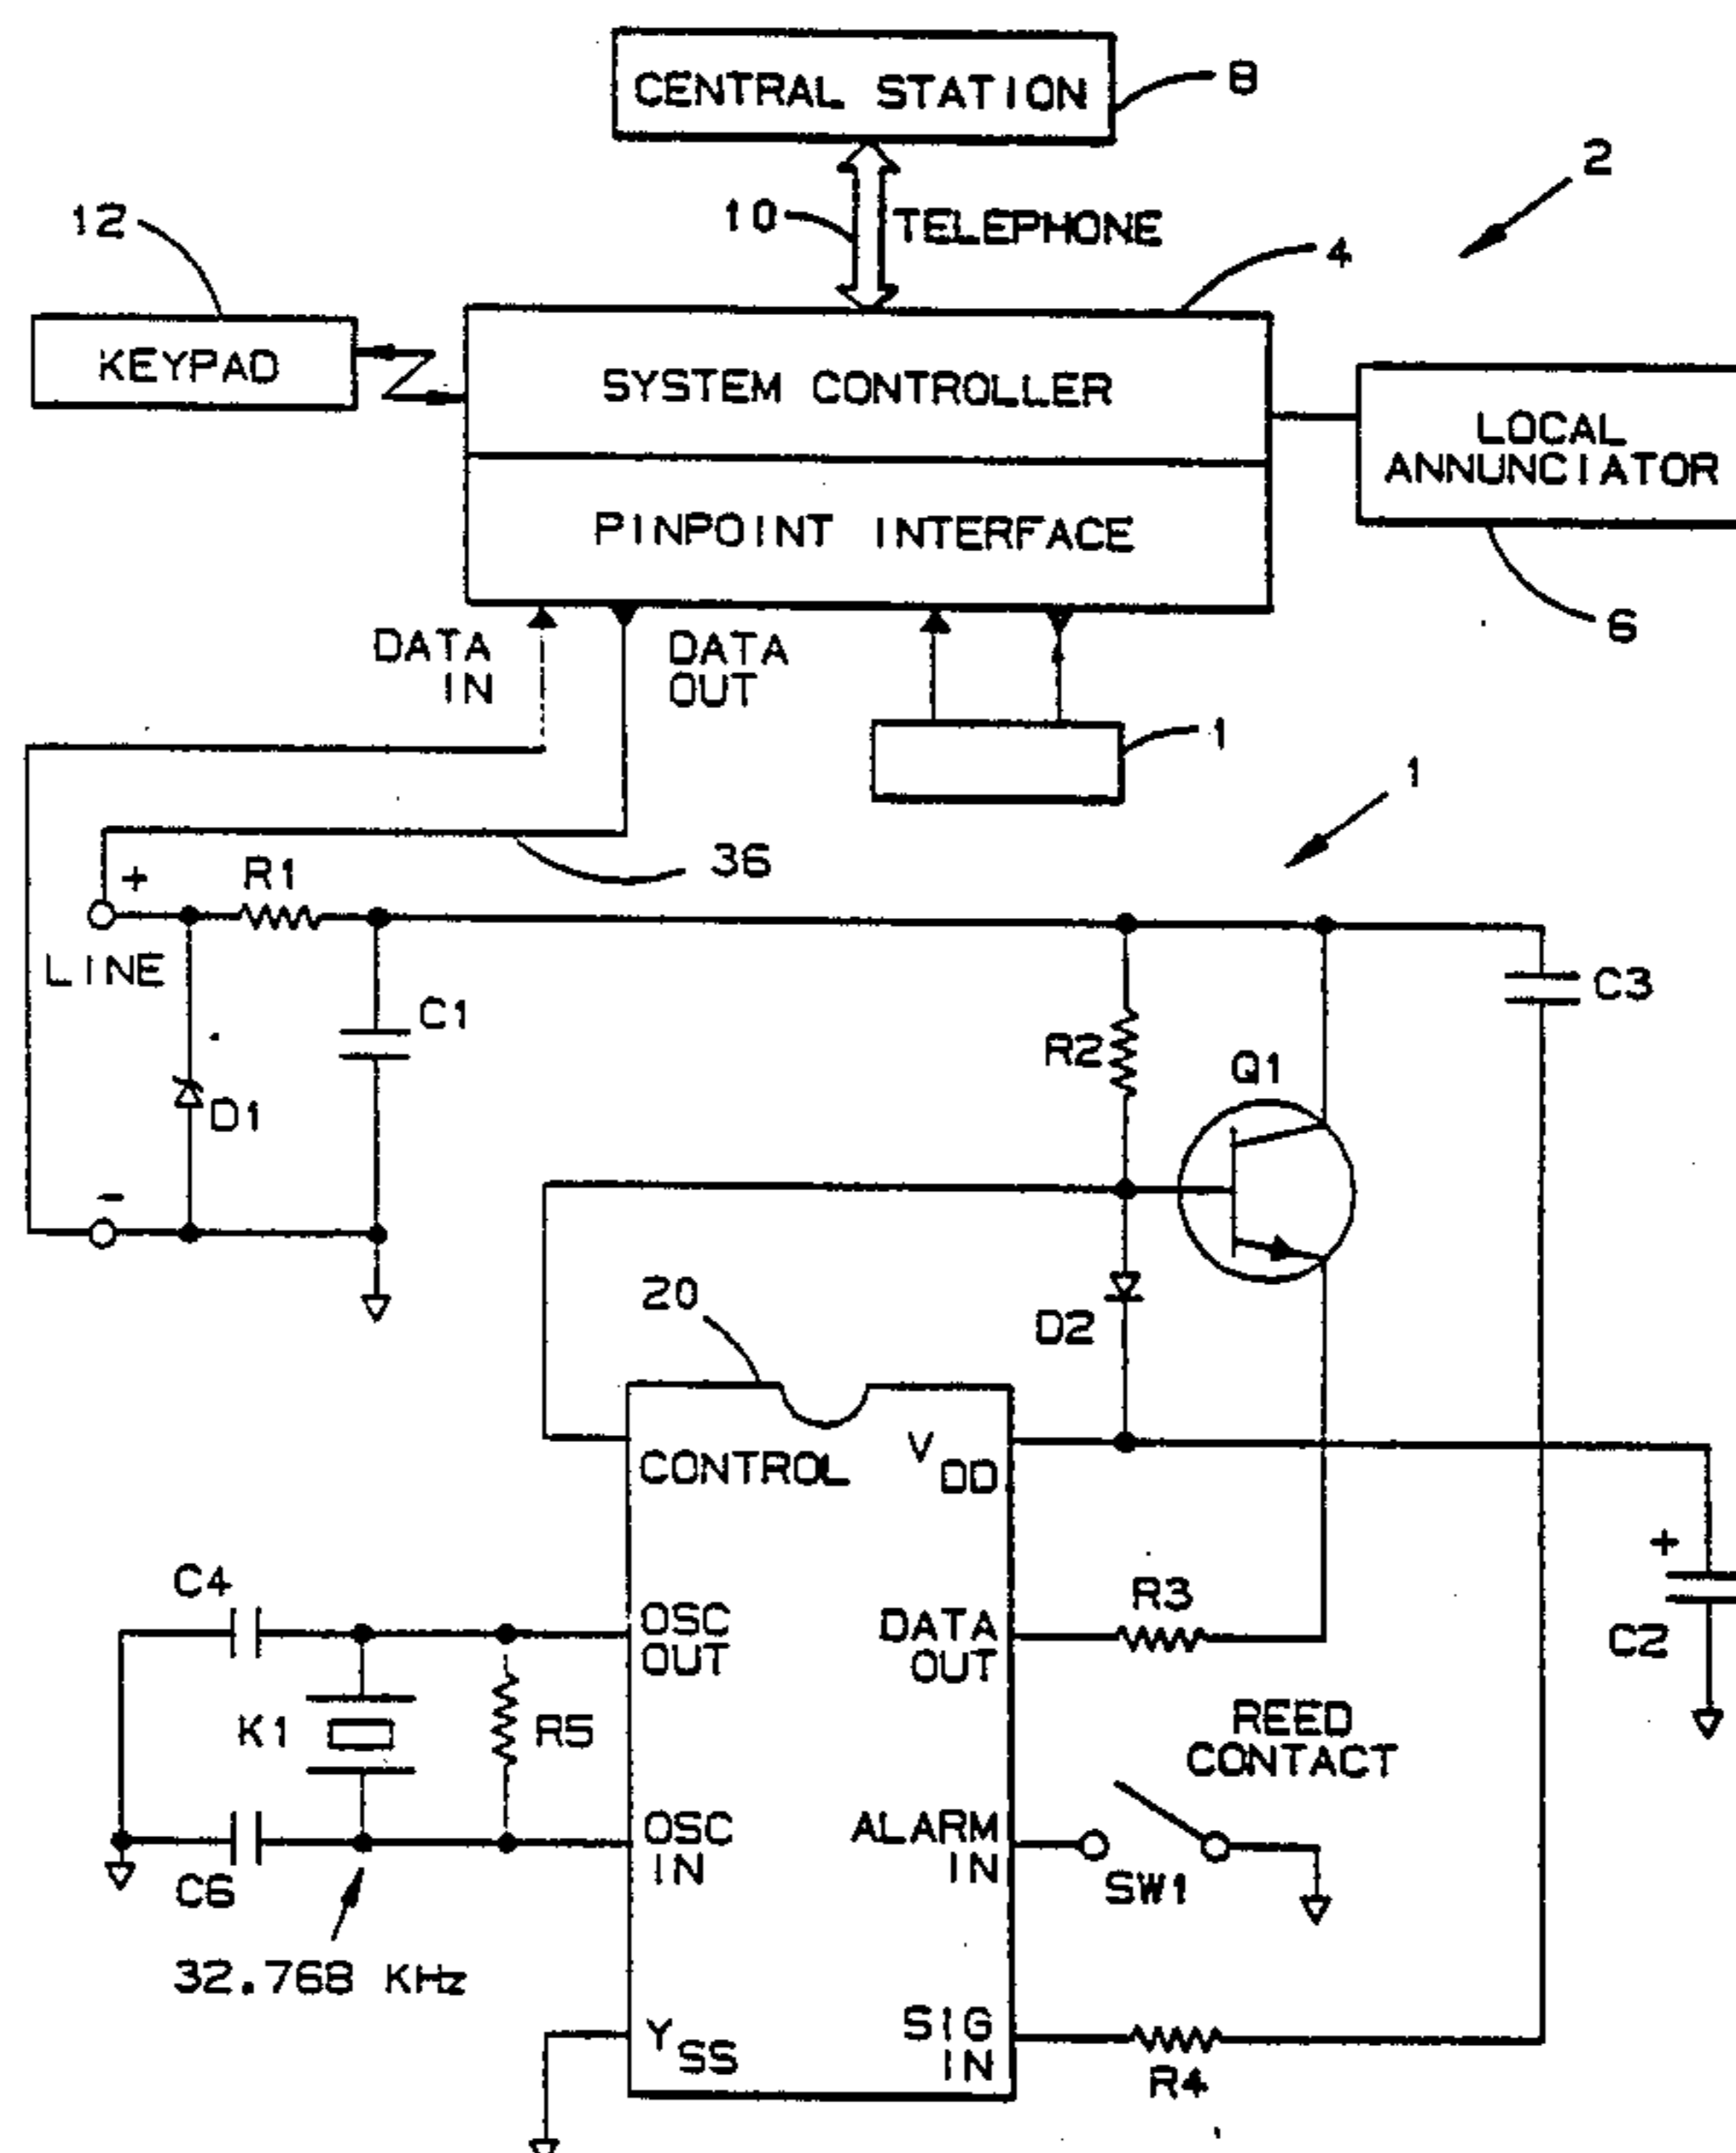 CENTRAL STATION
8
2
12
10
TELEPHONE
4
KEYPAD
SYSTEM CONTROLLER
LOCAL
ANNUNCIATOR
PINPOINT INTERFACE
6
DATA
IN
DATA
OUT
1
1
36
+
R1
LINE
C1
C3
R2
Q1
D1
-
20
D2
CONTROL
V DD
+
C4
OSC
OUT
DATA
OUT
R3
C2
K1
R5
REED
CONTACT
OSC
IN
ALARM
IN
SW1
C6
32.768 KHz
Y SS
SIG
IN
R4